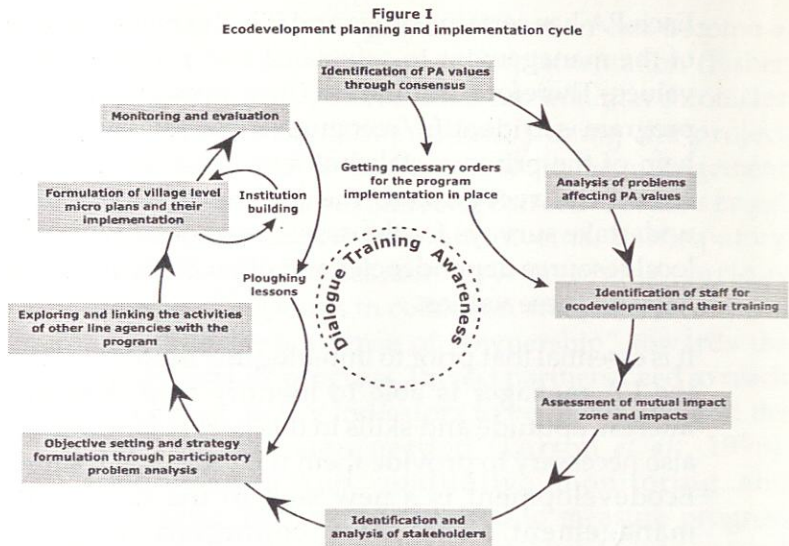 Figure I
Ecodevelopment planning and implementation cycle
Identification of PA values
through consensus
Monitoring and evaluation
Getting necessary orders
for the program
implementation in place
Analysis of problems
affecting PA values
Formulation of village level
micro plans and their
implementation
Institution
building
Dialogue Training Awareness
Ploughing
lessons
Identification of staff for
ecodevelopment and their training
Exploring and linking the activities
of other line agencies with the
program
Assessment of mutual impact
zone and impacts
Objective setting and strategy
formulation through participatory
problem analysis
Identification and
analysis of stakeholders